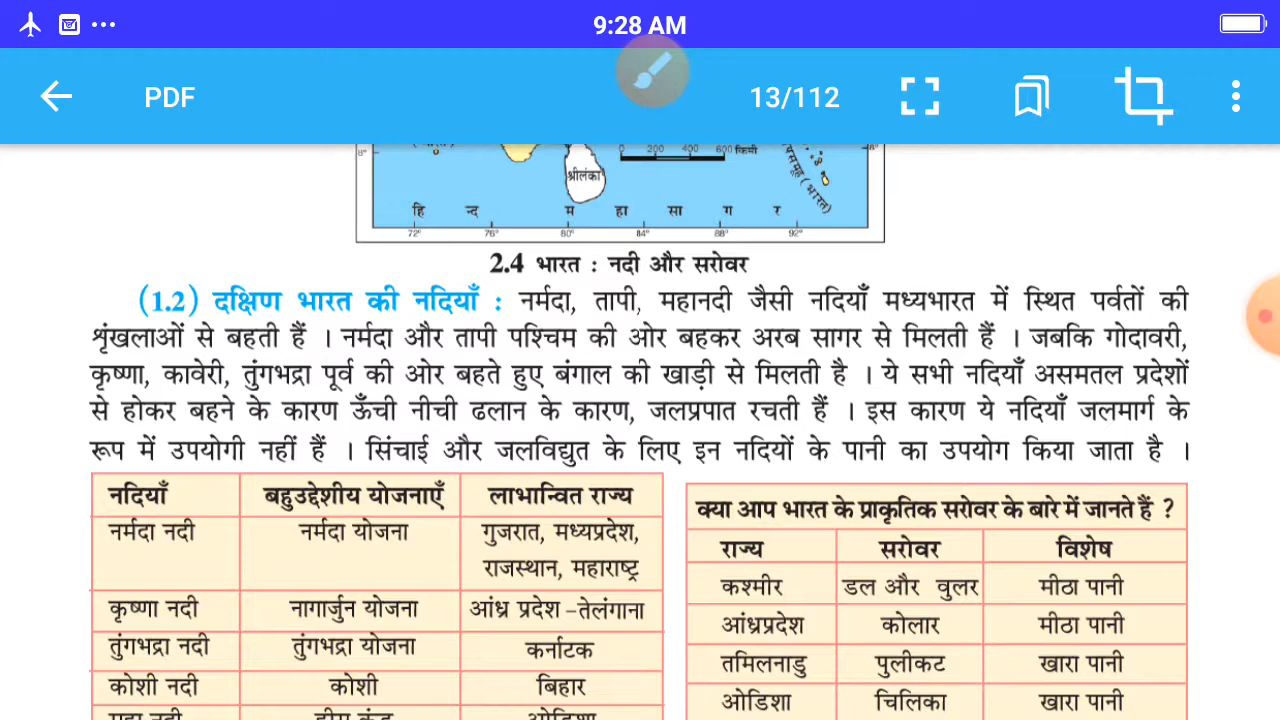 9:28 AM
PDF
13/112
8°
0 200 400 600 किमी
श्रीलंका
हि न्द म हा सा ग र
72° 76° 80° 84° 88° 92°
2.4 भारत : नदी और सरोवर
(1.2) दक्षिण भारत की नदियाँ : नर्मदा, तापी, महानदी जैसी नदियाँ मध्यभारत में स्थित पर्वतों की
शृंखलाओं से बहती हैं । नर्मदा और तापी पश्चिम की ओर बहकर अरब सागर से मिलती हैं । जबकि गोदावरी,
कृष्णा, कावेरी, तुंगभद्रा पूर्व की ओर बहते हुए बंगाल की खाड़ी से मिलती है । ये सभी नदियाँ असमतल प्रदेशों
से होकर बहने के कारण ऊँची नीची ढलान के कारण, जलप्रपात रचती हैं । इस कारण ये नदियाँ जलमार्ग के
रूप में उपयोगी नहीं हैं । सिंचाई और जलविद्युत के लिए इन नदियों के पानी का उपयोग किया जाता है ।
नदियाँ बहुउद्देशीय योजनाएँ लाभान्वित राज्य
नर्मदा नदी नर्मदा योजना गुजरात, मध्यप्रदेश,
राजस्थान, महाराष्ट्र
कृष्णा नदी नागार्जुन योजना आंध्र प्रदेश -तेलंगाना
तुंगभद्रा नदी तुंगभद्रा योजना कर्नाटक
कोशी नदी कोशी बिहार
क्या आप भारत के प्राकृतिक सरोवर के बारे में जानते हैं ?
राज्य सरोवर विशेष
कश्मीर डल और वुलर मीठा पानी
आंध्रप्रदेश कोलार मीठा पानी
तमिलनाडु पुलीकट खारा पानी
ओडिशा चिलिका खारा पानी